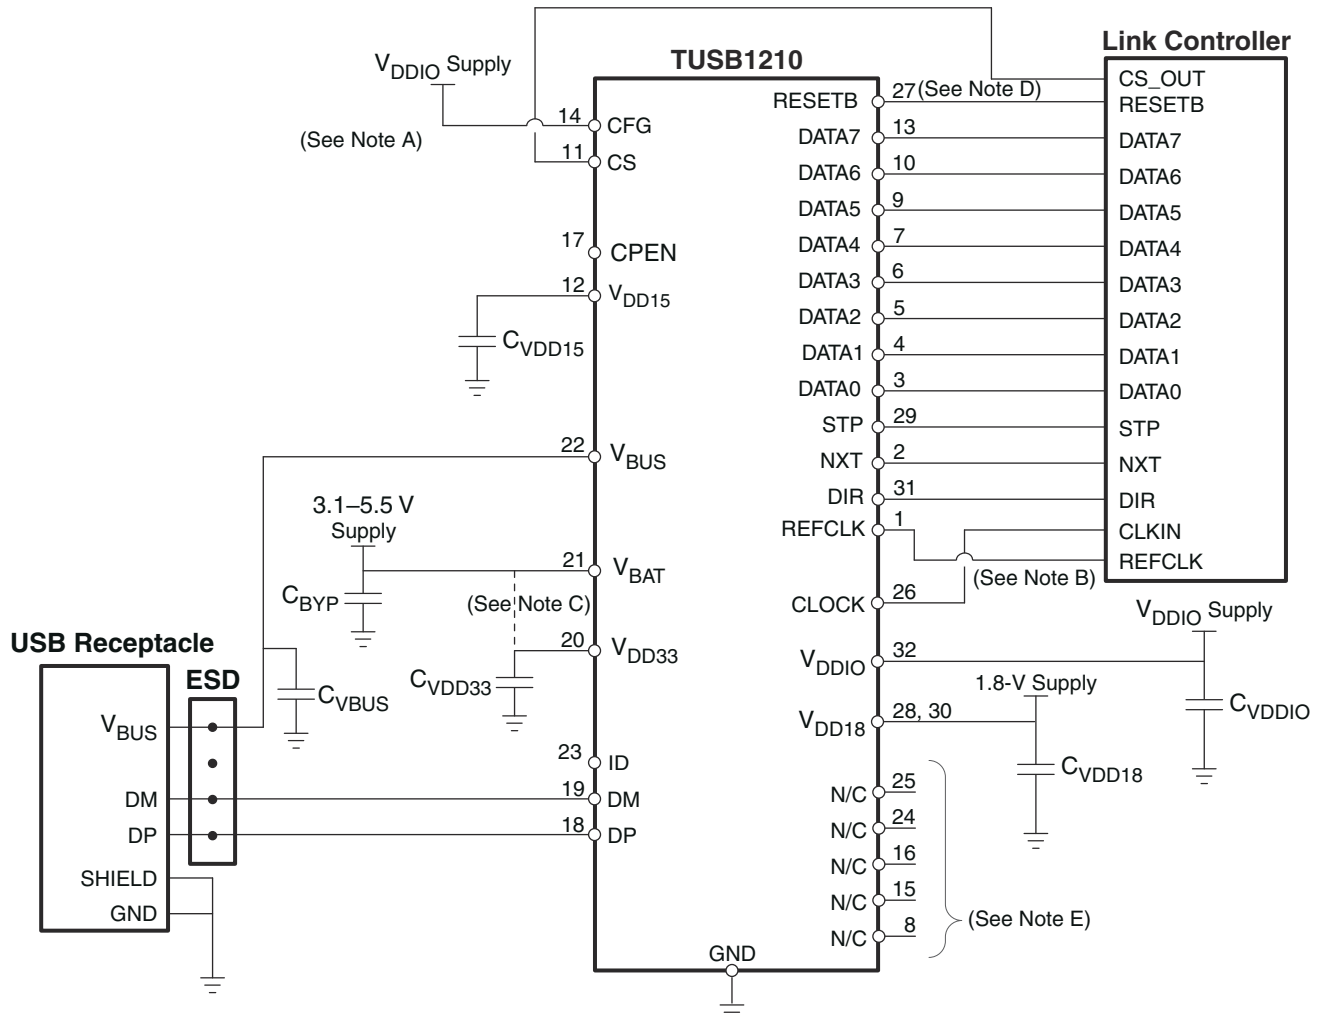 TUSB1210
Link Controller
VDDIO Supply
(See Note A)
14
CFG
11
CS
17
CPEN
12
VDD15
CVDD15
22
VBUS
3.1–5.5 V
Supply
21
VBAT
CBYP
(See Note C)
20
VDD33
CVDD33
USB Receptacle
ESD
CVBUS
VBUS
DM
DP
SHIELD
GND
23
ID
19
DM
18
DP
GND
RESETB
27
(See Note D)
DATA7
13
DATA6
10
DATA5
9
DATA4
7
DATA3
6
DATA2
5
DATA1
4
DATA0
3
STP
29
NXT
2
DIR
31
REFCLK
1
CLOCK
26
(See Note B)
VDDIO
32
VDD18
28, 30
N/C
25
N/C
24
N/C
16
N/C
15
N/C
8
(See Note E)
CS_OUT
RESETB
DATA7
DATA6
DATA5
DATA4
DATA3
DATA2
DATA1
DATA0
STP
NXT
DIR
CLKIN
REFCLK
VDDIO Supply
CVDDIO
1.8-V Supply
CVDD18